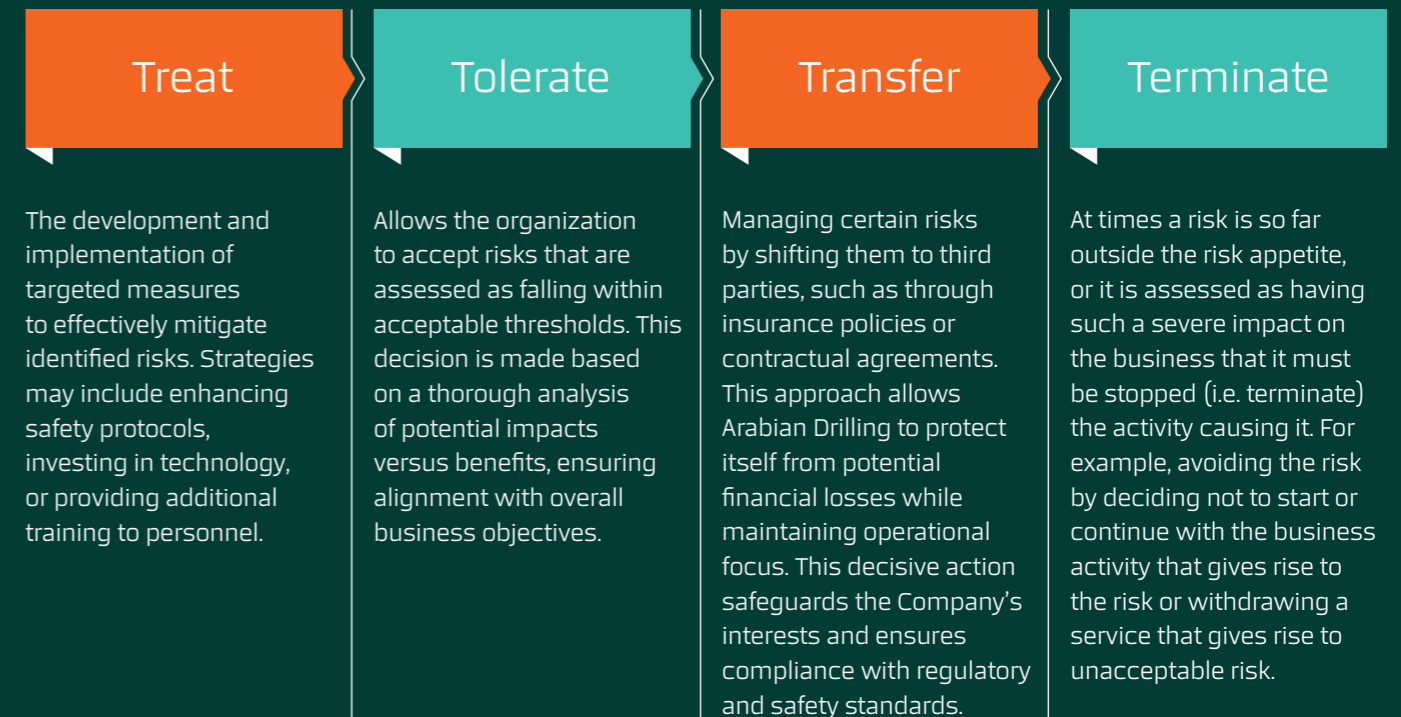 Treat
The development and
implementation of
targeted measures
to effectively mitigate
identified risks. Strategies
may include enhancing
safety protocols,
investing in technology,
or providing additional
training to personnel.
Tolerate
Allows the organization
to accept risks that are
assessed as falling within
acceptable thresholds. This
decision is made based
on a thorough analysis
of potential impacts
versus benefits, ensuring
alignment with overall
business objectives.
Transfer
Managing certain risks
by shifting them to third
parties, such as through
insurance policies or
contractual agreements.
This approach allows
Arabian Drilling to protect
itself from potential
financial losses while
maintaining operational
focus. This decisive action
safeguards the Company’s
interests and ensures
compliance with regulatory
and safety standards.
Terminate
At times a risk is so far
outside the risk appetite,
or it is assessed as having
such a severe impact on
the business that it must
be stopped (i.e. terminate)
the activity causing it. For
example, avoiding the risk
by deciding not to start or
continue with the business
activity that gives rise to
the risk or withdrawing a
service that gives rise to
unacceptable risk.